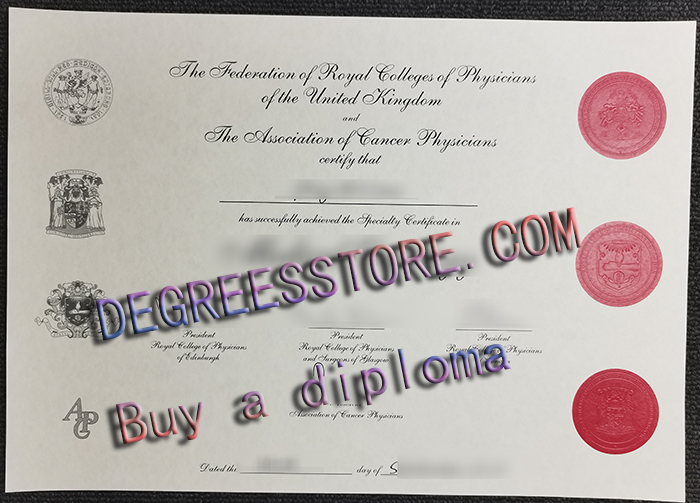 The Federation of Royal Colleges of Physicians
of the United Kingdom
and
The Association of Cancer Physicians
certify that
has successfully achieved the Specialty Certificate in
DEGREESSTORE. COM
President
Royal College of Physicians
of Edinburgh
President
Royal College of Physicians
and Surgeons of Glasgow
President
Royal Physicians
Buy a diploma
ACP
Association of Cancer Physicians
Dated the day of S